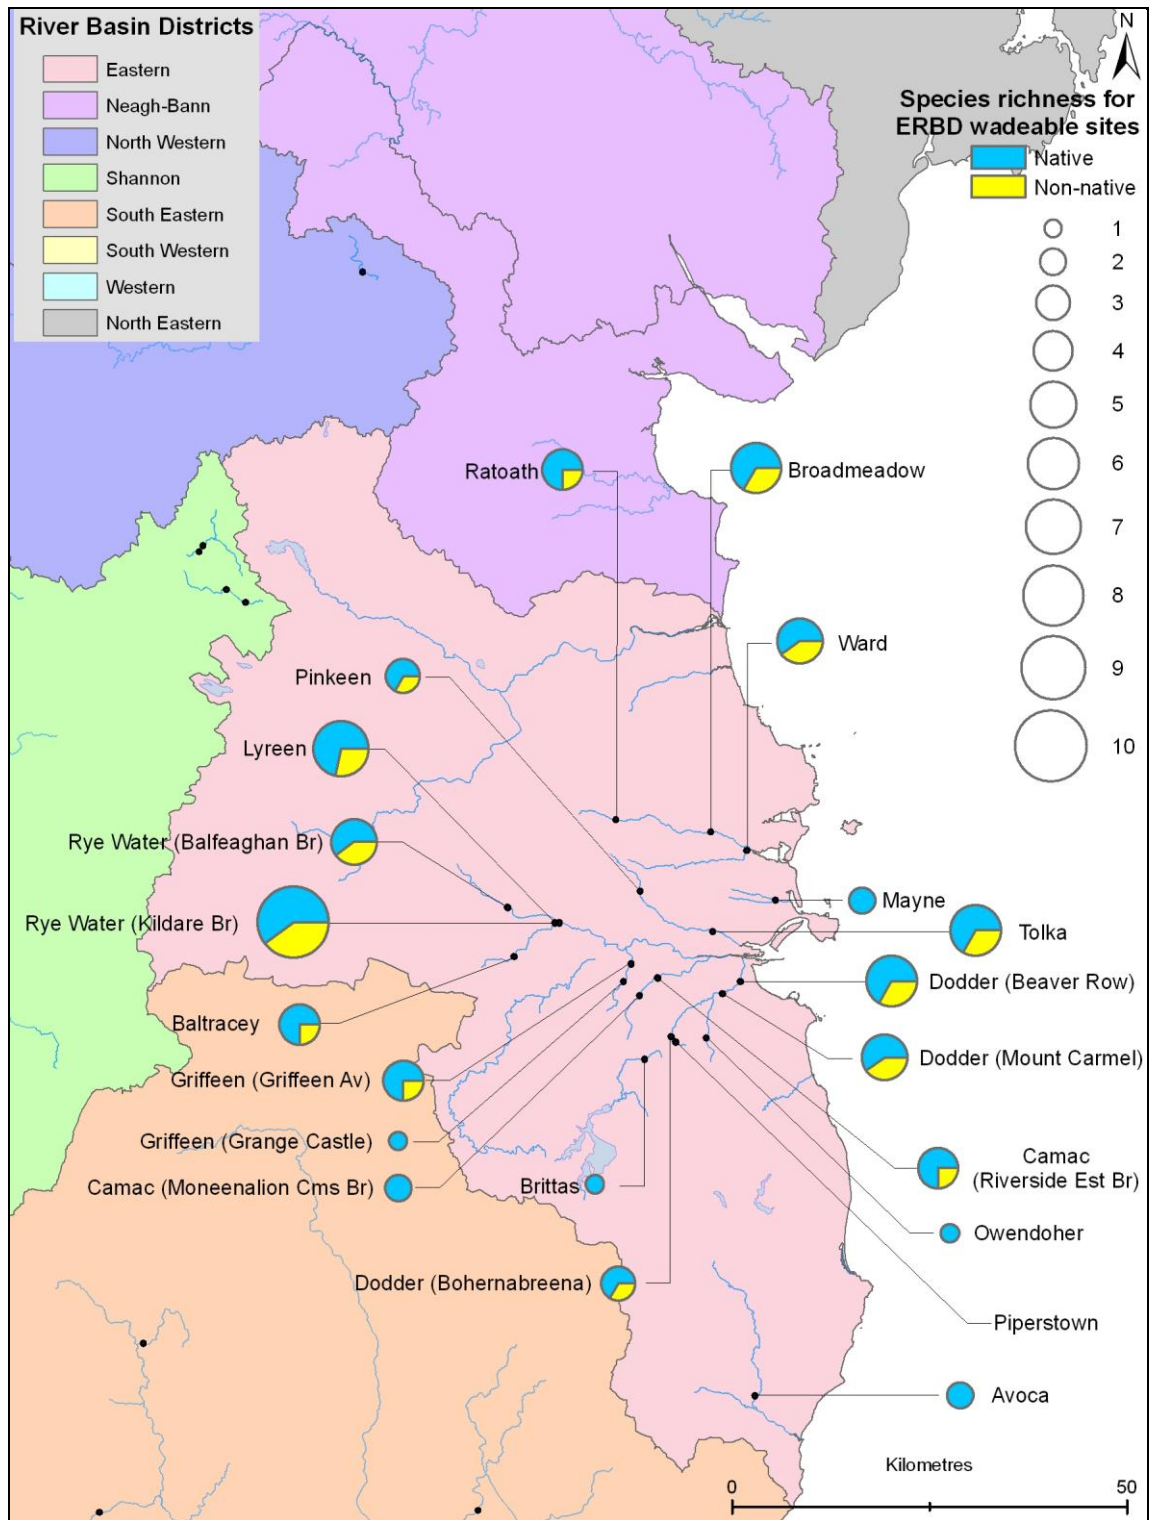 River Basin Districts
Eastern
Neagh-Bann
North Western
Shannon
South Eastern
South Western
Western
North Eastern
N
Species richness for
ERBD wadeable sites
Native
Non-native
1
2
3
4
5
6
7
8
9
10
Ratoath
Broadmeadow
Ward
Pinkeen
Lyreen
Rye Water (Balfeaghan Br)
Mayne
Rye Water (Kildare Br)
Tolka
Dodder (Beaver Row)
Baltracey
Dodder (Mount Carmel)
Griffeen (Griffeen Av)
Griffeen (Grange Castle)
Camac
(Riverside Est Br)
Camac (Moneenalion Cms Br)
Brittas
Owendoher
Dodder (Bohernabreena)
Piperstown
Avoca
Kilometres
0
50